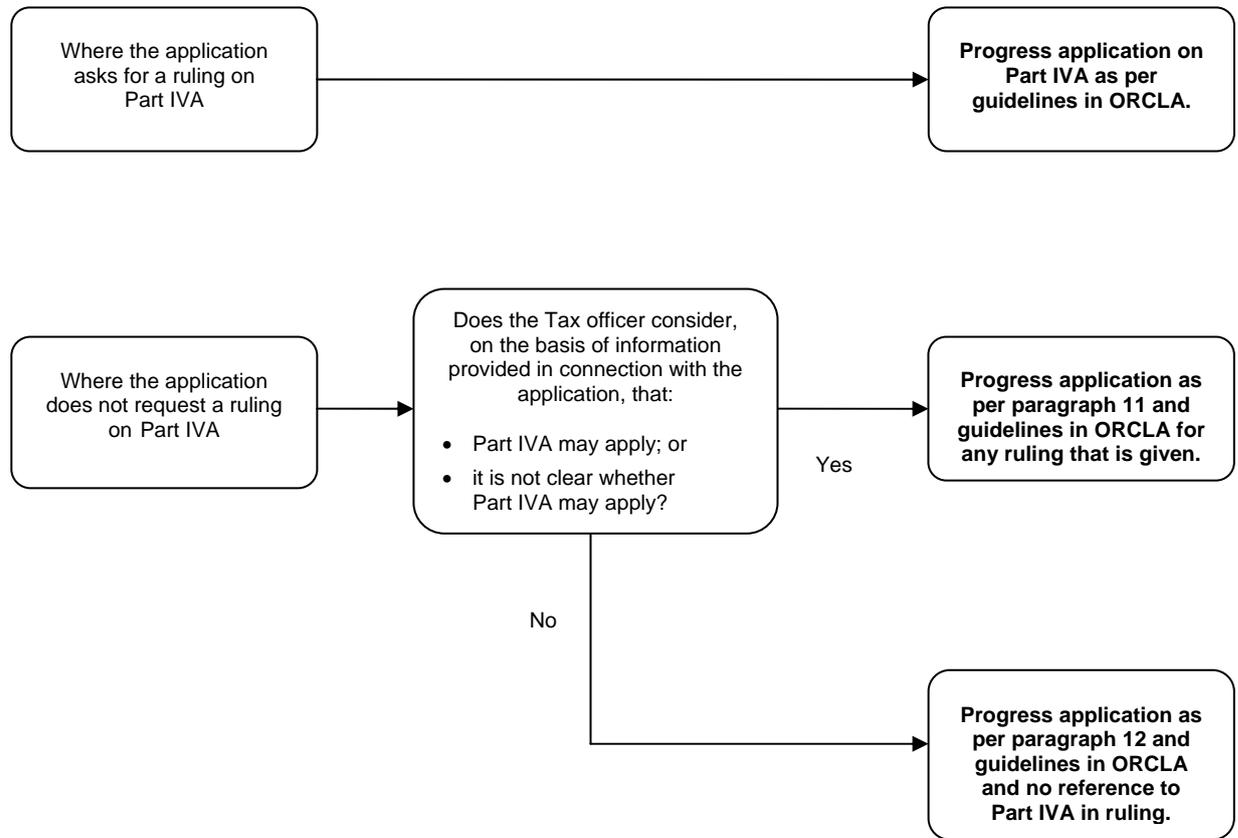 Where the application
asks for a ruling on
Part IVA
Progress application on
Part IVA as per
guidelines in ORCLA.
Where the application
does not request a ruling
on Part IVA
Does the Tax officer consider,
on the basis of information
provided in connection with the
application, that:
• Part IVA may apply; or
• it is not clear whether
Part IVA may apply?
Yes
Progress application as
per paragraph 11 and
guidelines in ORCLA for
any ruling that is given.
No
Progress application as
per paragraph 12 and
guidelines in ORCLA
and no reference to
Part IVA in ruling.